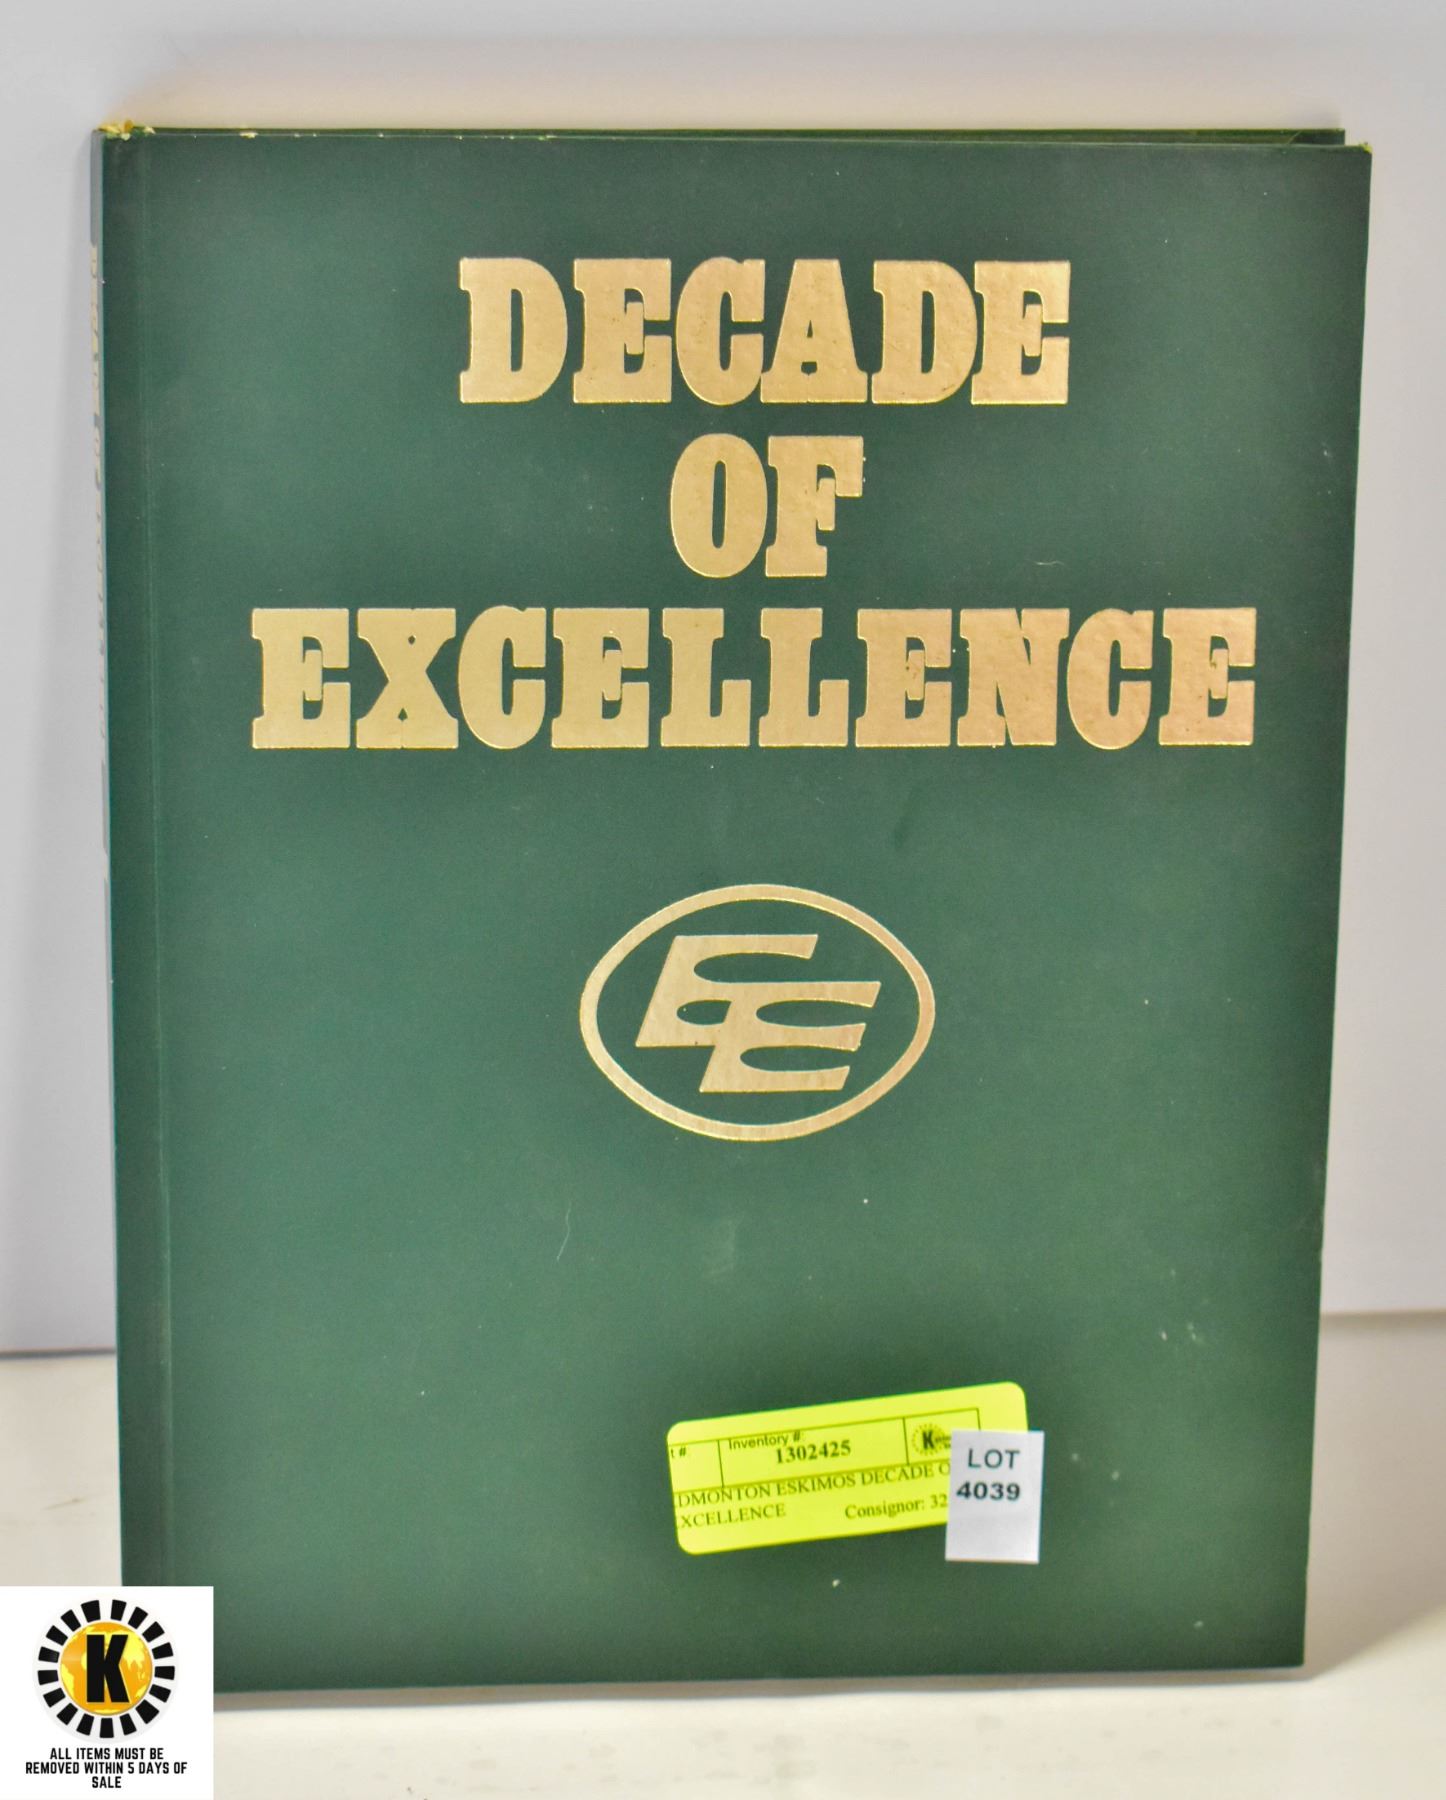 DECADE
OF
EXCELLENCE
EE
t #:
Inventory #:
1302425
K
DMONTON ESKIMOS DECADE O
XCELLENCE Consignor: 32
LOT
4039
K
ALL ITEMS MUST BE
REMOVED WITHIN 5 DAYS OF
SALE